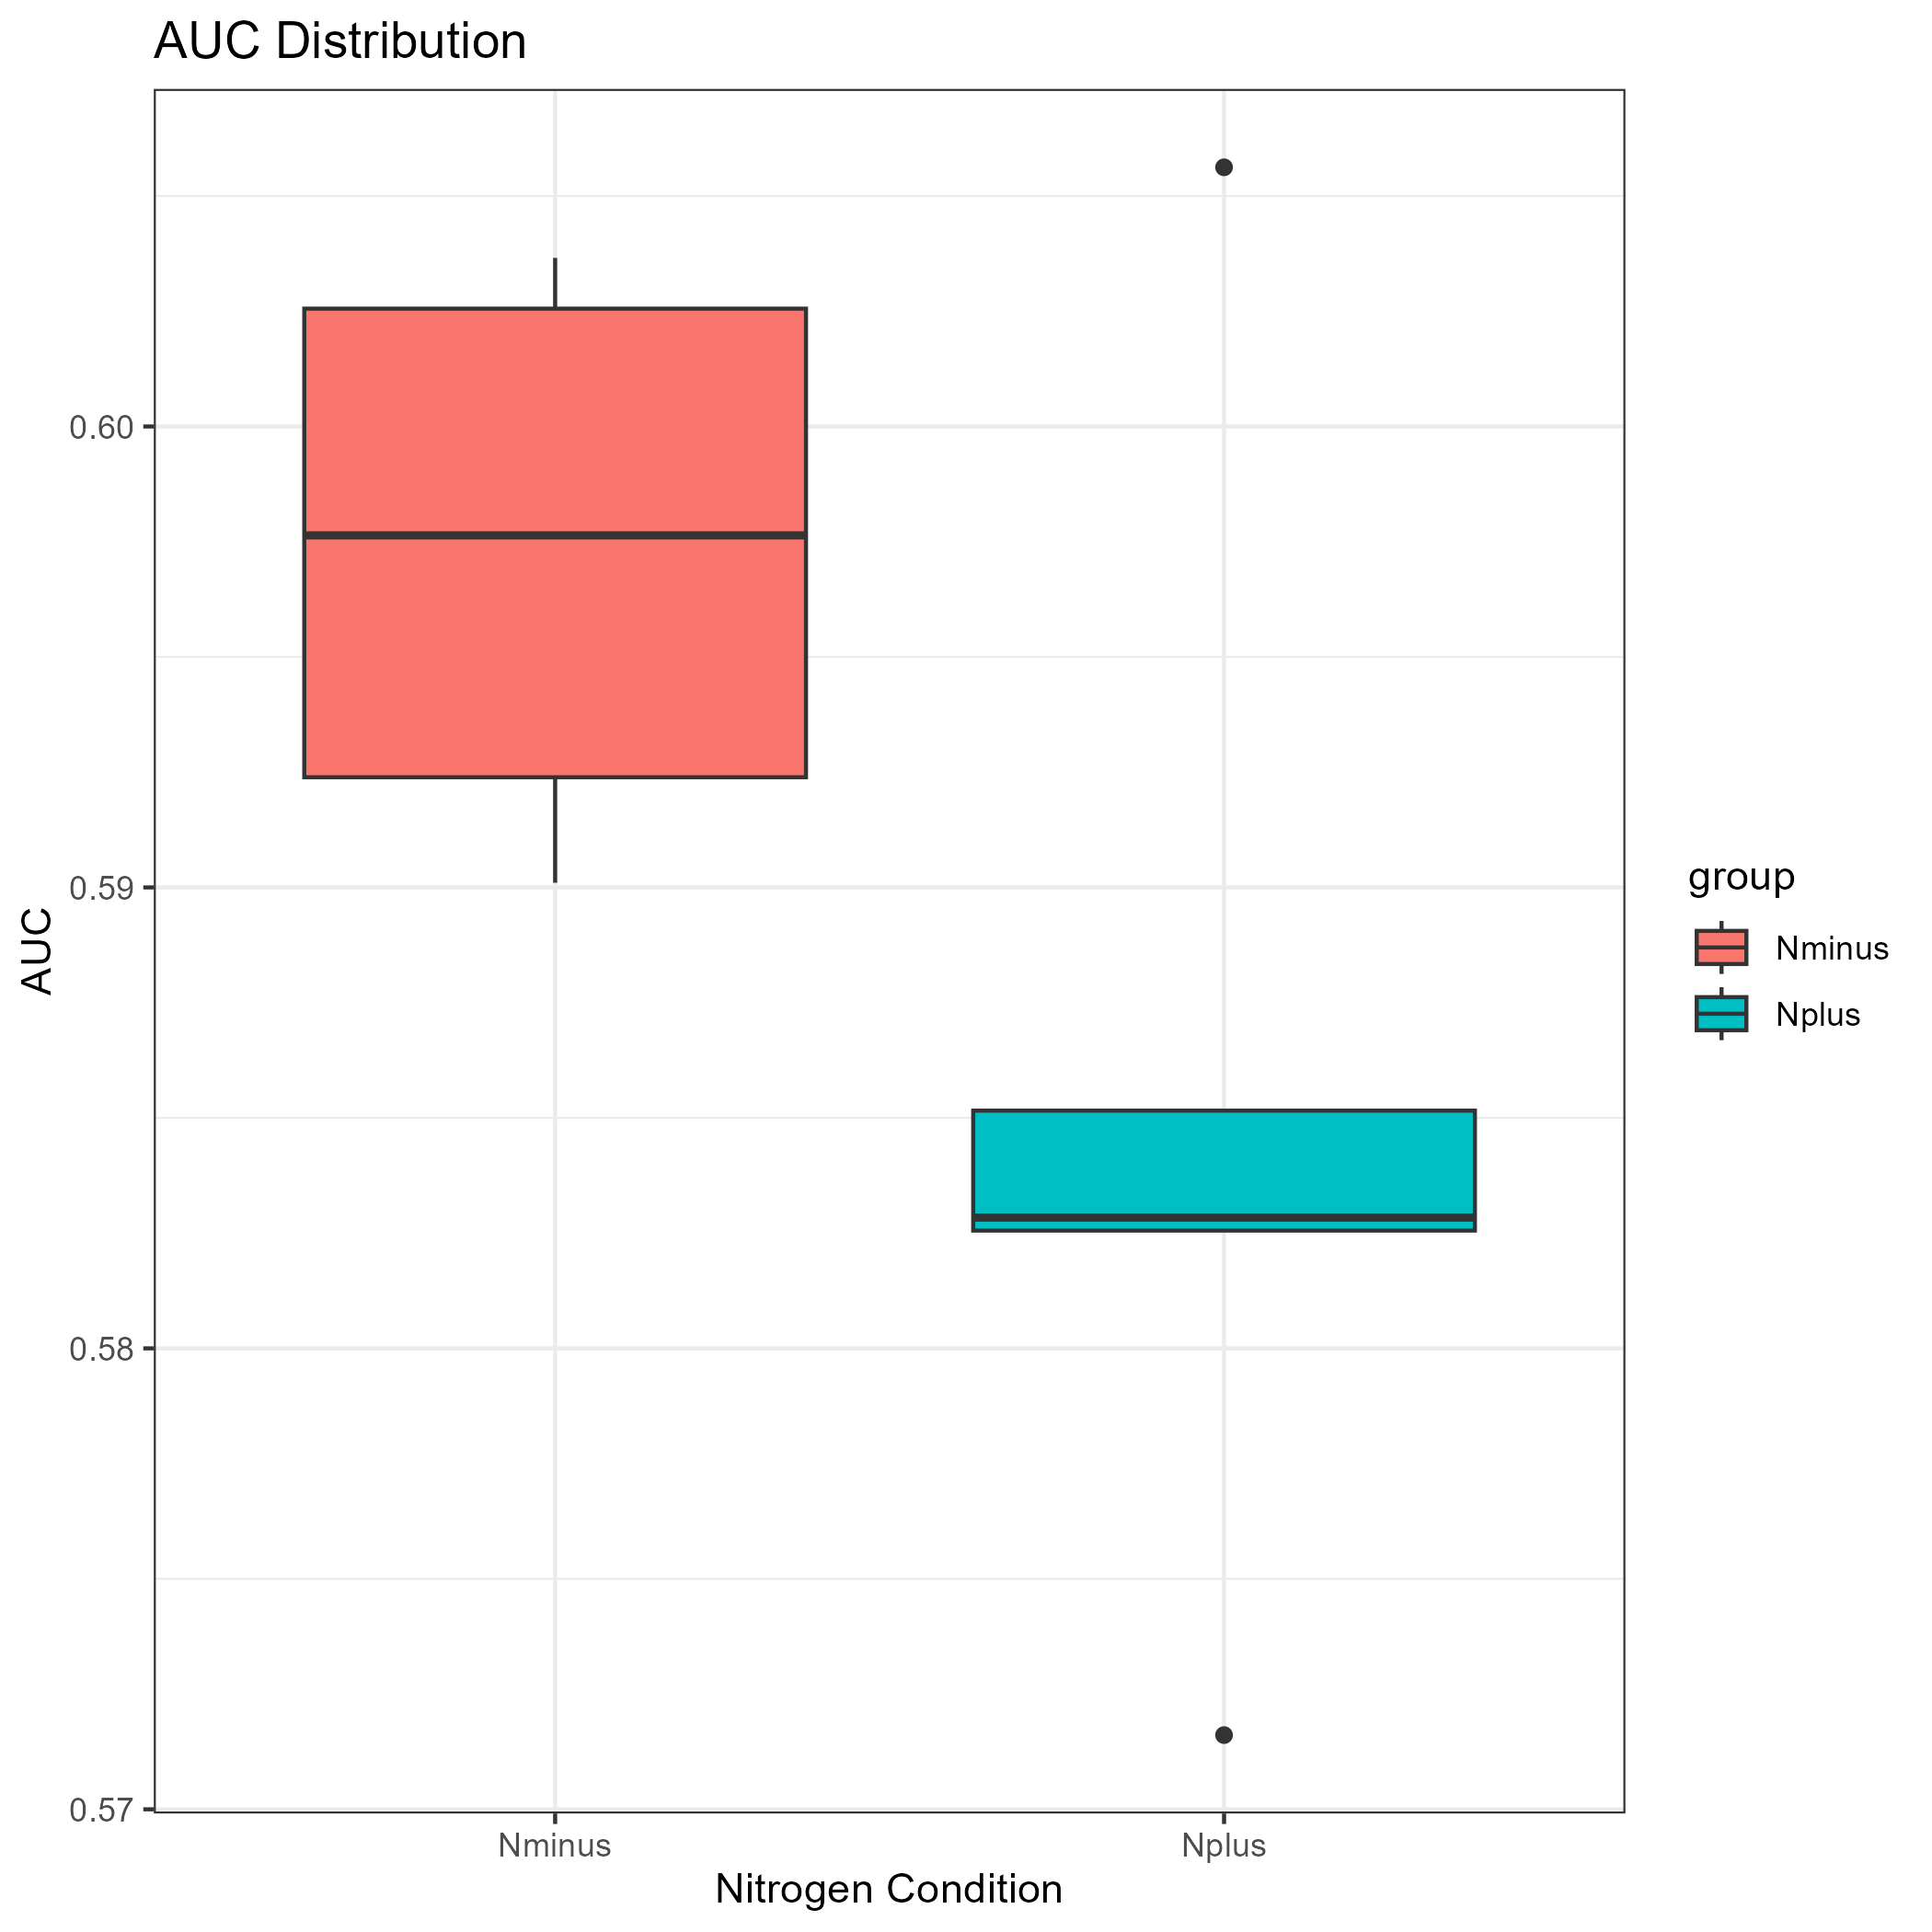 AUC Distribution
0.60
0.59
0.58
0.57
AUC
Nminus
Nplus
Nitrogen Condition
group
Nminus
Nplus